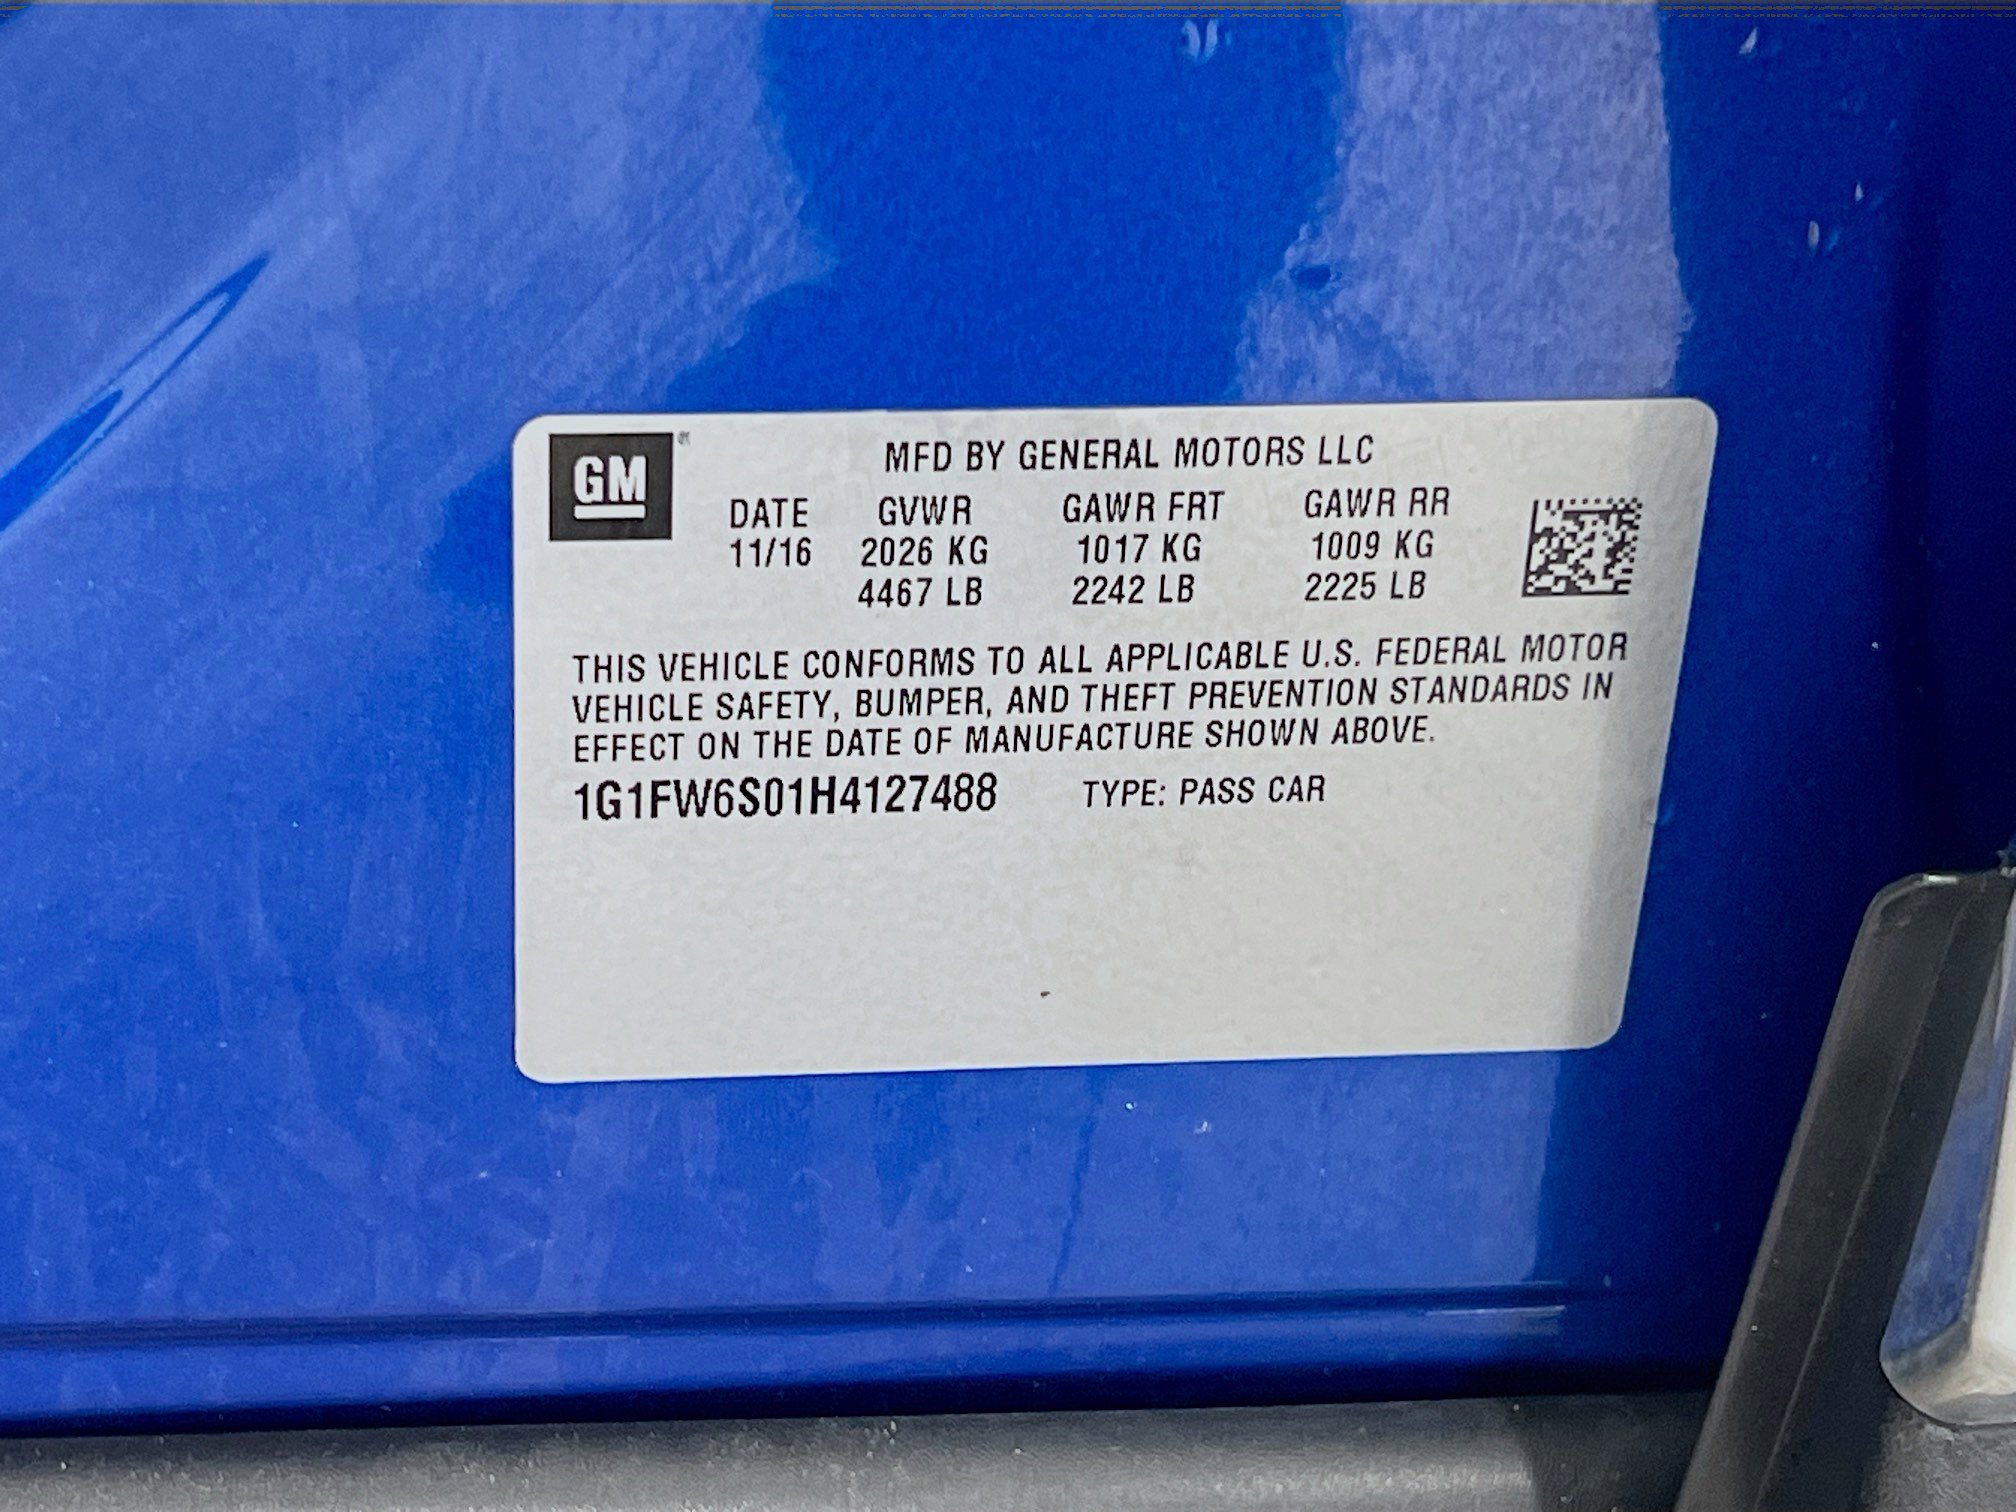 GM
MFD BY GENERAL MOTORS LLC
DATE GVWR GAWR FRT GAWR RR
11/16 2026 KG 1017 KG 1009 KG
4467 LB 2242 LB 2225 LB
THIS VEHICLE CONFORMS TO ALL APPLICABLE U.S. FEDERAL MOTOR
VEHICLE SAFETY, BUMPER, AND THEFT PREVENTION STANDARDS IN
EFFECT ON THE DATE OF MANUFACTURE SHOWN ABOVE.
1G1FW6S01H4127488 TYPE: PASS CAR